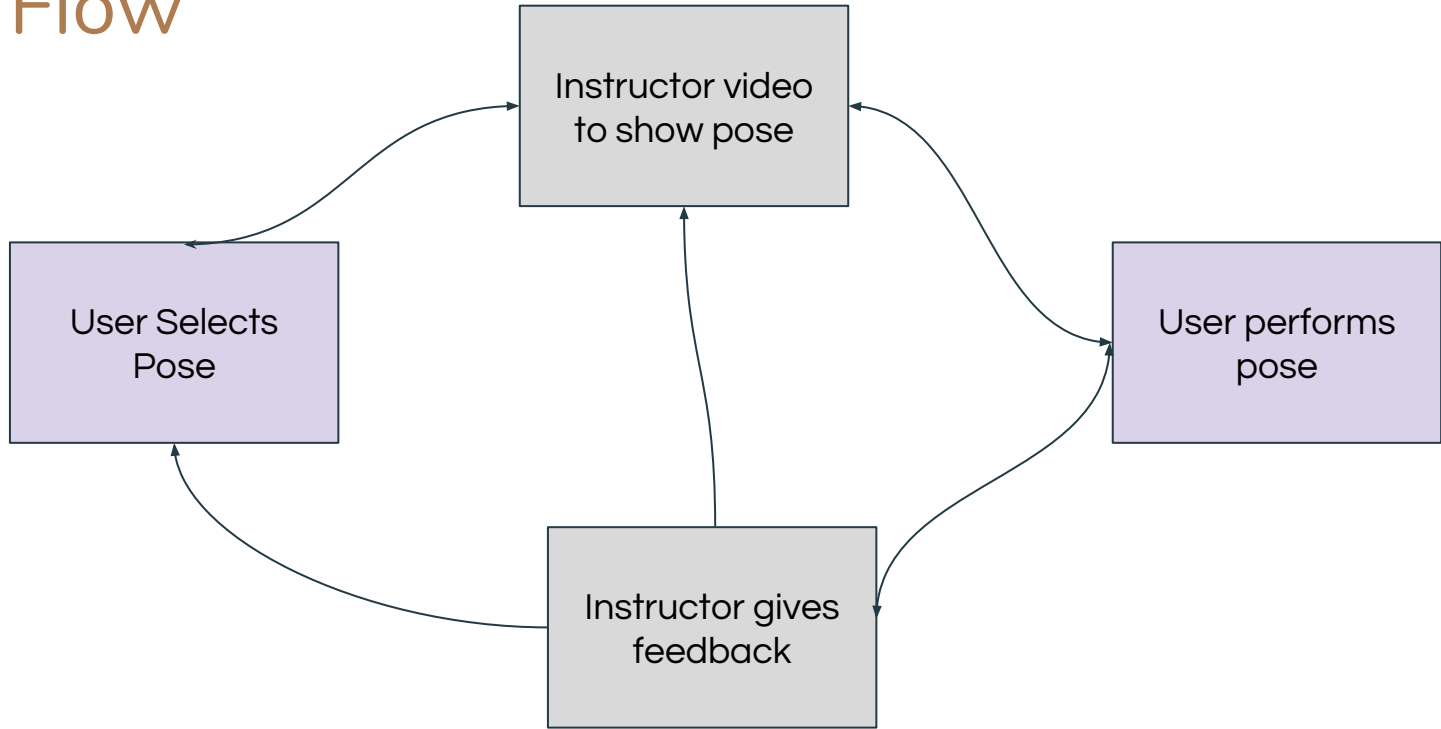 Flow
Instructor video
to show pose
User Selects
Pose
User performs
pose
Instructor gives
feedback